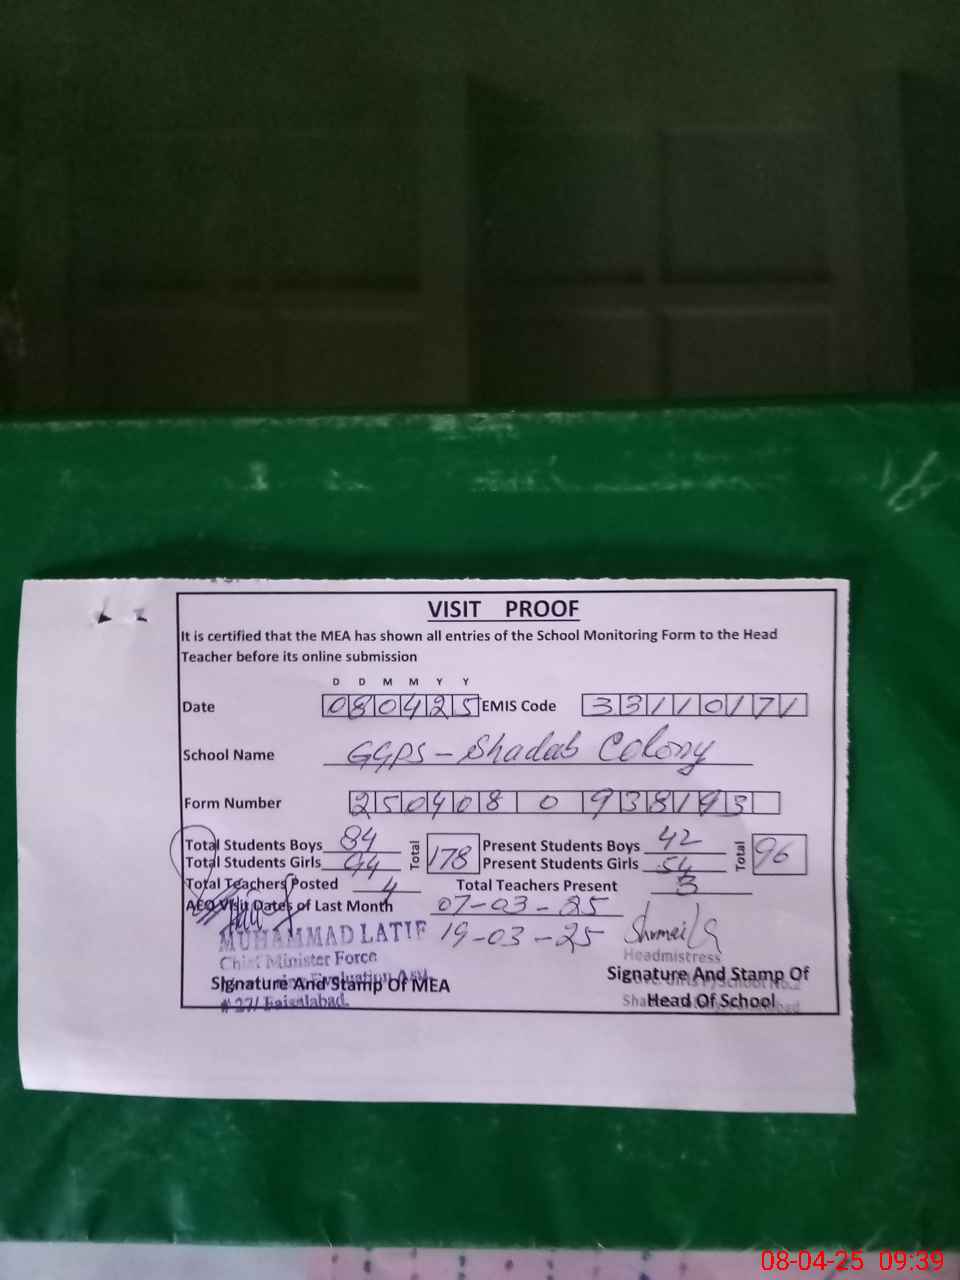 VISIT PROOF
It is certified that the MEA has shown all entries of the School Monitoring Form to the Head
Teacher before its online submission
D D M M Y Y
Date 080425 EMIS Code 33110171
School Name GGPS - Shadab Colony
Form Number 250408 0 938193
Total Students Boys 84 Total 178 Present Students Boys 42 Total 96
Total Students Girls 94 Present Students Girls 54
Total Teachers Posted 4 Total Teachers Present 3
AEO Visit Dates of Last Month 07-03-25
19-03-25
MUHAMMAD LATIF
Chief Minister Force
Headmistress
Signature And Stamp Of MEA
Signature And Stamp Of
Head Of School
# 27/ Faisalabad.
08-04-25 09:39